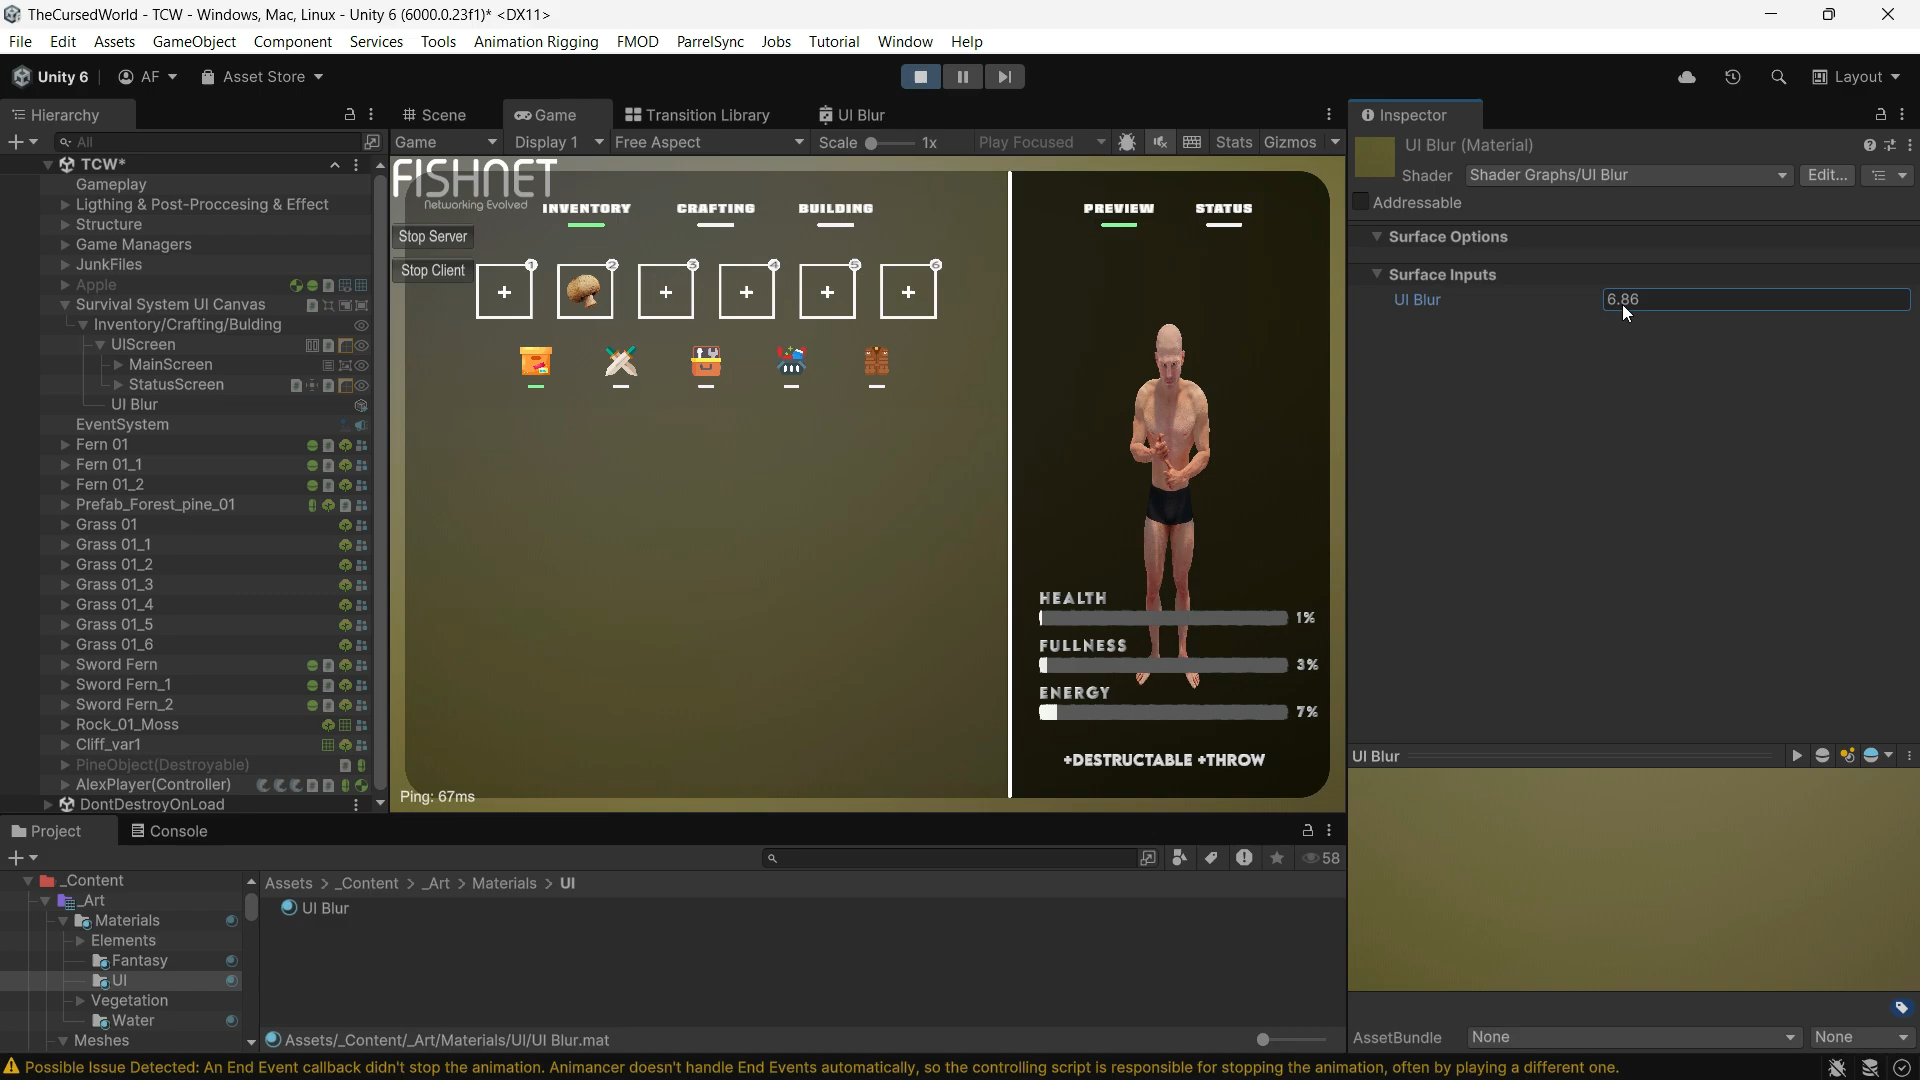 TheCursedWorld - TCW - Windows, Mac, Linux - Unity 6 (6000.0.23f1)* <DX11>
File Edit Assets GameObject Component Services Tools Animation Rigging FMOD ParrelSync Jobs Tutorial Window Help
Unity 6 AF Asset Store Layout
Hierarchy Scene Game Transition Library UI Blur Inspector
All Game Display 1 Free Aspect Scale 1x Play Focused Stats Gizmos
TCW*
Gameplay
Ligthing & Post-Proccesing & Effect
Structure
Game Managers
JunkFiles
Apple
Survival System UI Canvas
Inventory/Crafting/Bulding
UIScreen
MainScreen
StatusScreen
UI Blur
EventSystem
Fern 01
Fern 01_1
Fern 01_2
Prefab_Forest_pine_01
Grass 01
Grass 01_1
Grass 01_2
Grass 01_3
Grass 01_4
Grass 01_5
Grass 01_6
Sword Fern
Sword Fern_1
Sword Fern_2
Rock_01_Moss
Cliff_var1
PineObject(Destroyable)
AlexPlayer(Controller)
DontDestroyOnLoad
FISHNET
Networking Evolved
INVENTORY CRAFTING BUILDING
Stop Server
Stop Client
1 2 3 4 5 6
+ + + + +
PREVIEW STATUS
HEALTH
1%
FULLNESS
3%
ENERGY
7%
+DESTRUCTABLE +THROW
Ping: 67ms
UI Blur (Material)
Shader Shader Graphs/UI Blur Edit...
Addressable
Surface Options
Surface Inputs
UI Blur 6.86
UI Blur
AssetBundle None None
Project Console
58
_Content
_Art
Materials
Elements
Fantasy
UI
Vegetation
Water
Meshes
Assets > _Content > _Art > Materials > UI
UI Blur
Assets/_Content/_Art/Materials/UI/UI Blur.mat
Possible Issue Detected: An End Event callback didn't stop the animation. Animancer doesn't handle End Events automatically, so the controlling script is responsible for stopping the animation, often by playing a different one.